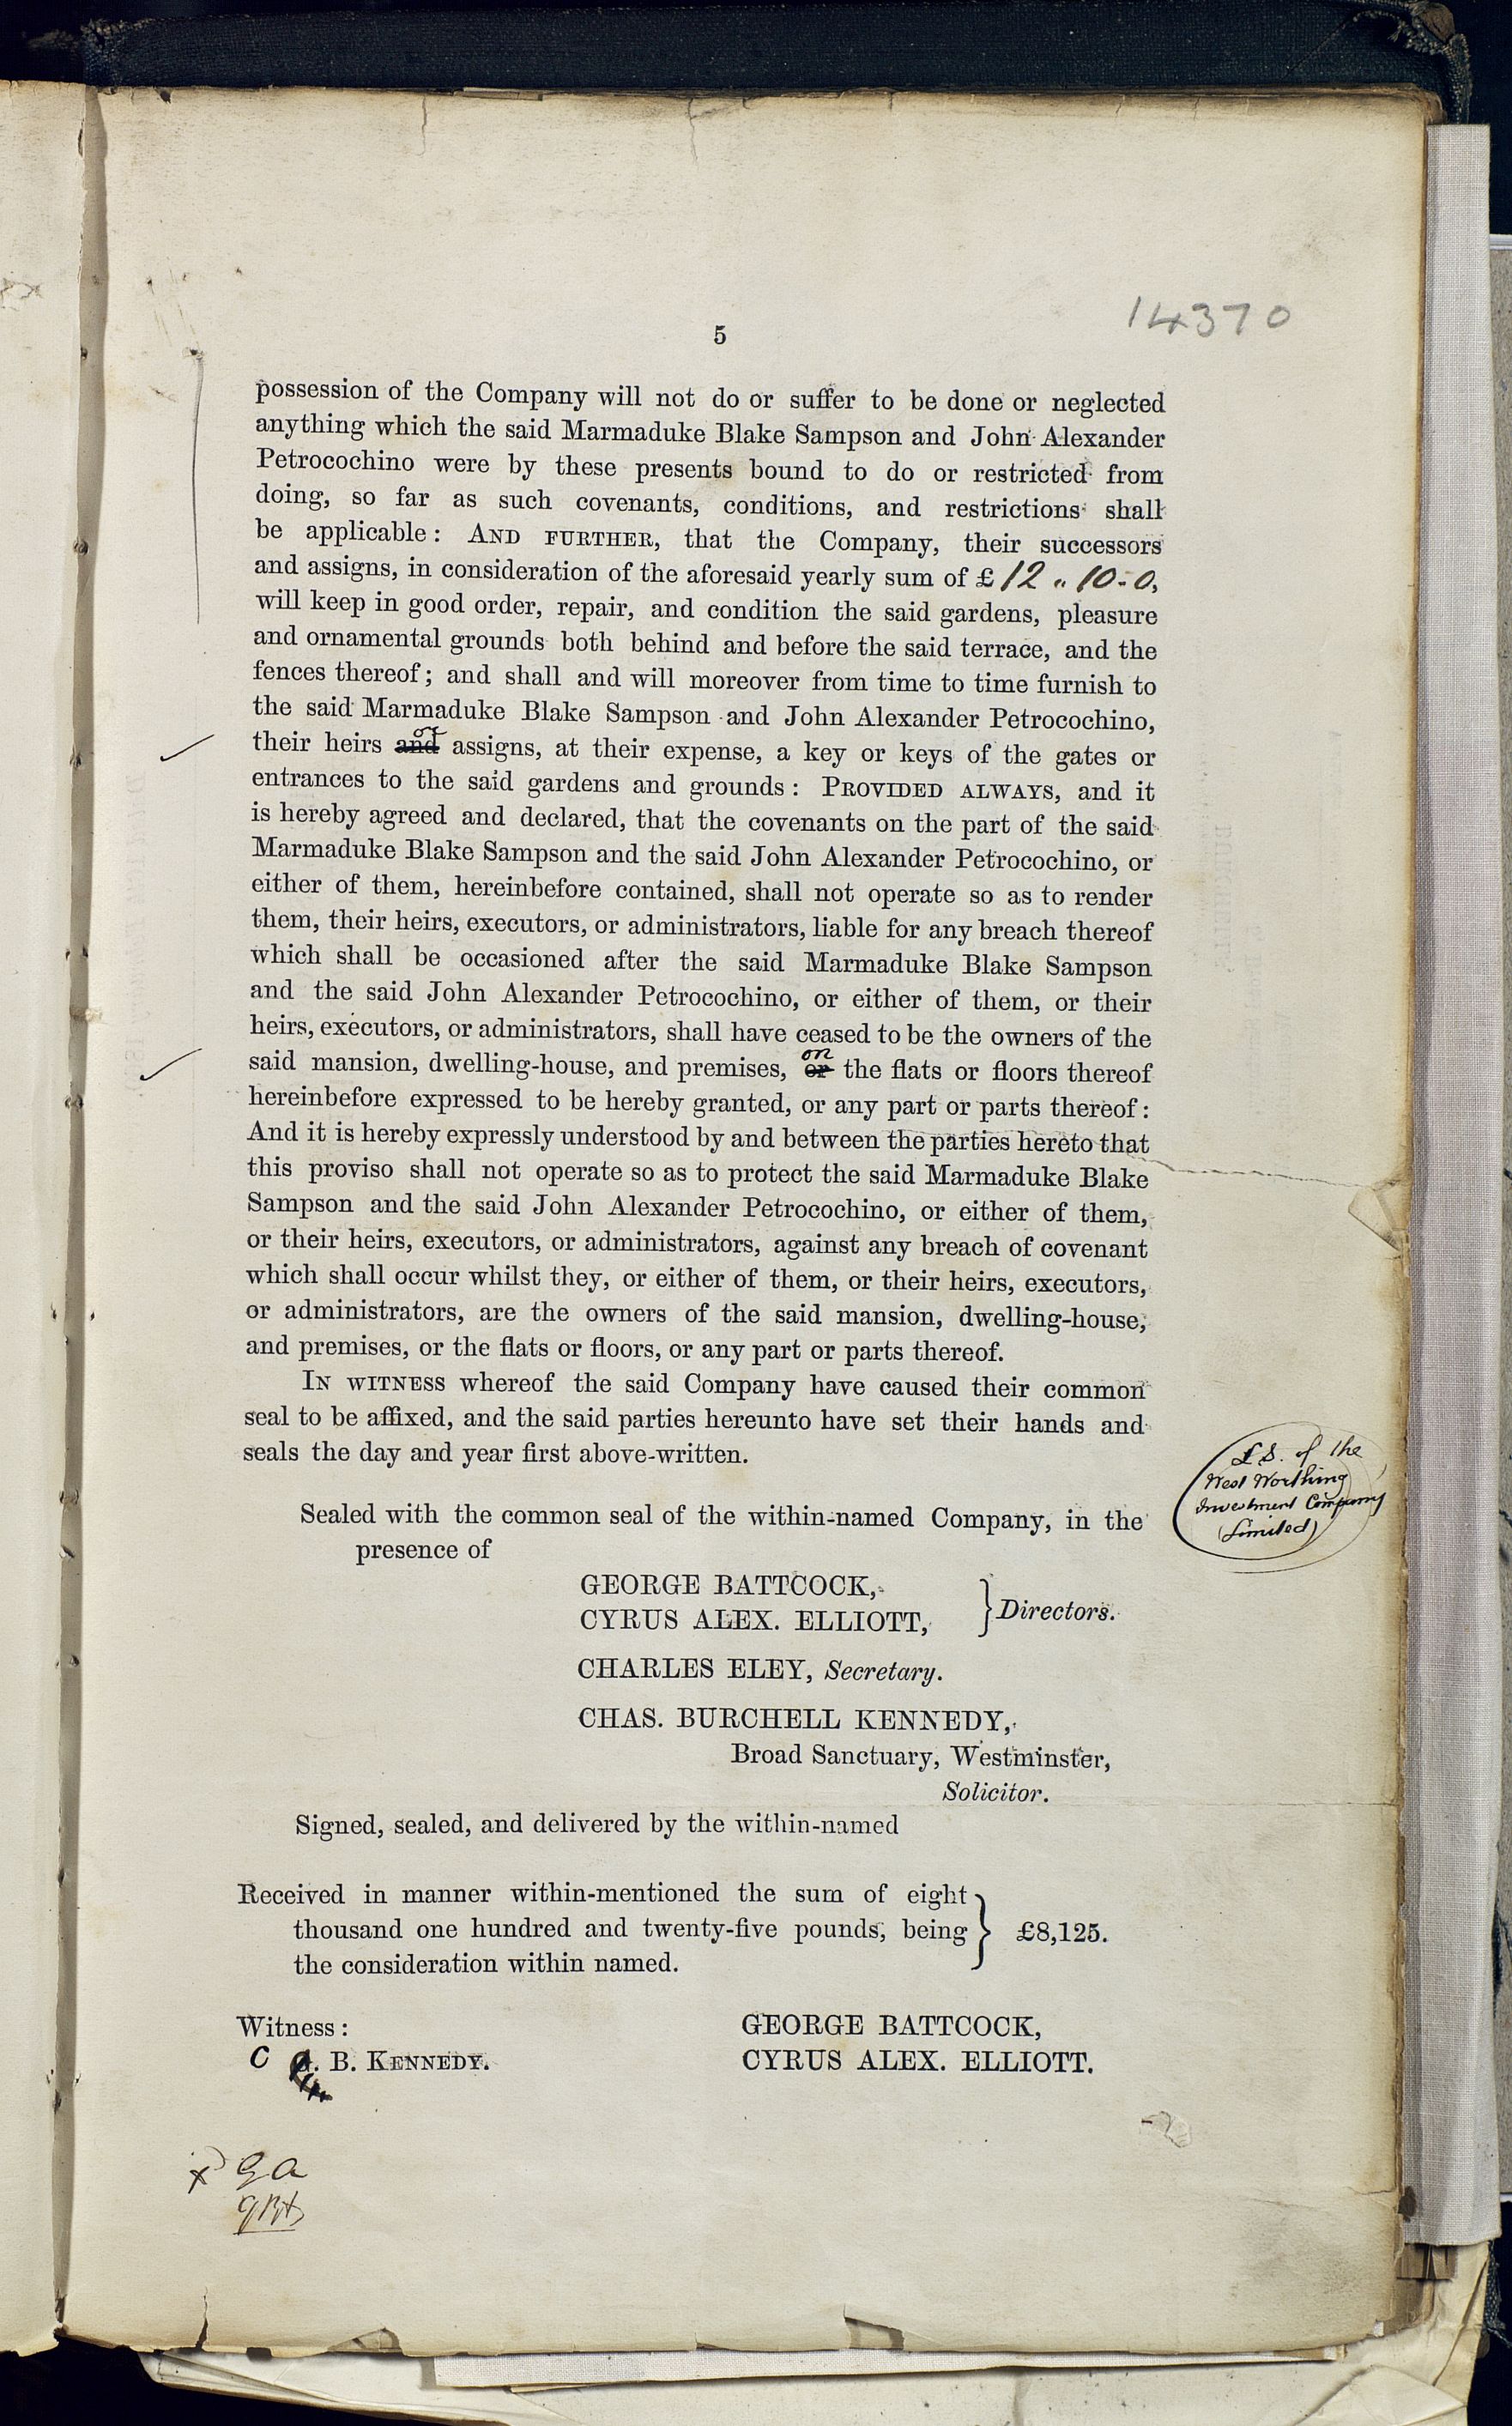 14370
5
possession of the Company will not do or suffer to be done or neglected
anything which the said Marmaduke Blake Sampson and John Alexander
Petrocochino were by these presents bound to do or restricted from
doing, so far as such covenants, conditions, and restrictions shall
be applicable: AND FURTHER, that the Company, their successors
and assigns, in consideration of the aforesaid yearly sum of £12 " 10 - 0,
will keep in good order, repair, and condition the said gardens, pleasure
and ornamental grounds both behind and before the said terrace, and the
fences thereof; and shall and will moreover from time to time furnish to
the said Marmaduke Blake Sampson and John Alexander Petrocochino,
or
their heirs and assigns, at their expense, a key or keys of the gates or
entrances to the said gardens and grounds: PROVIDED ALWAYS, and it
is hereby agreed and declared, that the covenants on the part of the said
Marmaduke Blake Sampson and the said John Alexander Petrocochino, or
either of them, hereinbefore contained, shall not operate so as to render
them, their heirs, executors, or administrators, liable for any breach thereof
which shall be occasioned after the said Marmaduke Blake Sampson
and the said John Alexander Petrocochino, or either of them, or their
heirs, executors, or administrators, shall have ceased to be the owners of the
on
said mansion, dwelling-house, and premises, or the flats or floors thereof
hereinbefore expressed to be hereby granted, or any part or parts thereof:
And it is hereby expressly understood by and between the parties hereto that
this proviso shall not operate so as to protect the said Marmaduke Blake
Sampson and the said John Alexander Petrocochino, or either of them,
or their heirs, executors, or administrators, against any breach of covenant
which shall occur whilst they, or either of them, or their heirs, executors,
or administrators, are the owners of the said mansion, dwelling-house,
and premises, or the flats or floors, or any part or parts thereof.
IN WITNESS whereof the said Company have caused their common
seal to be affixed, and the said parties hereunto have set their hands and
seals the day and year first above-written.
L.S. of the
West Worthing
Investment Company
(Limited)
Sealed with the common seal of the within-named Company, in the
presence of
GEORGE BATTCOCK,
CYRUS ALEX. ELLIOTT,
Directors.
CHARLES ELEY, Secretary.
CHAS. BURCHELL KENNEDY,
Broad Sanctuary, Westminster,
Solicitor.
Signed, sealed, and delivered by the within-named
Received in manner within-mentioned the sum of eight
thousand one hundred and twenty-five pounds, being
the consideration within named.
£8,125.
Witness:
C B. KENNEDY.
GEORGE BATTCOCK,
CYRUS ALEX. ELLIOTT.